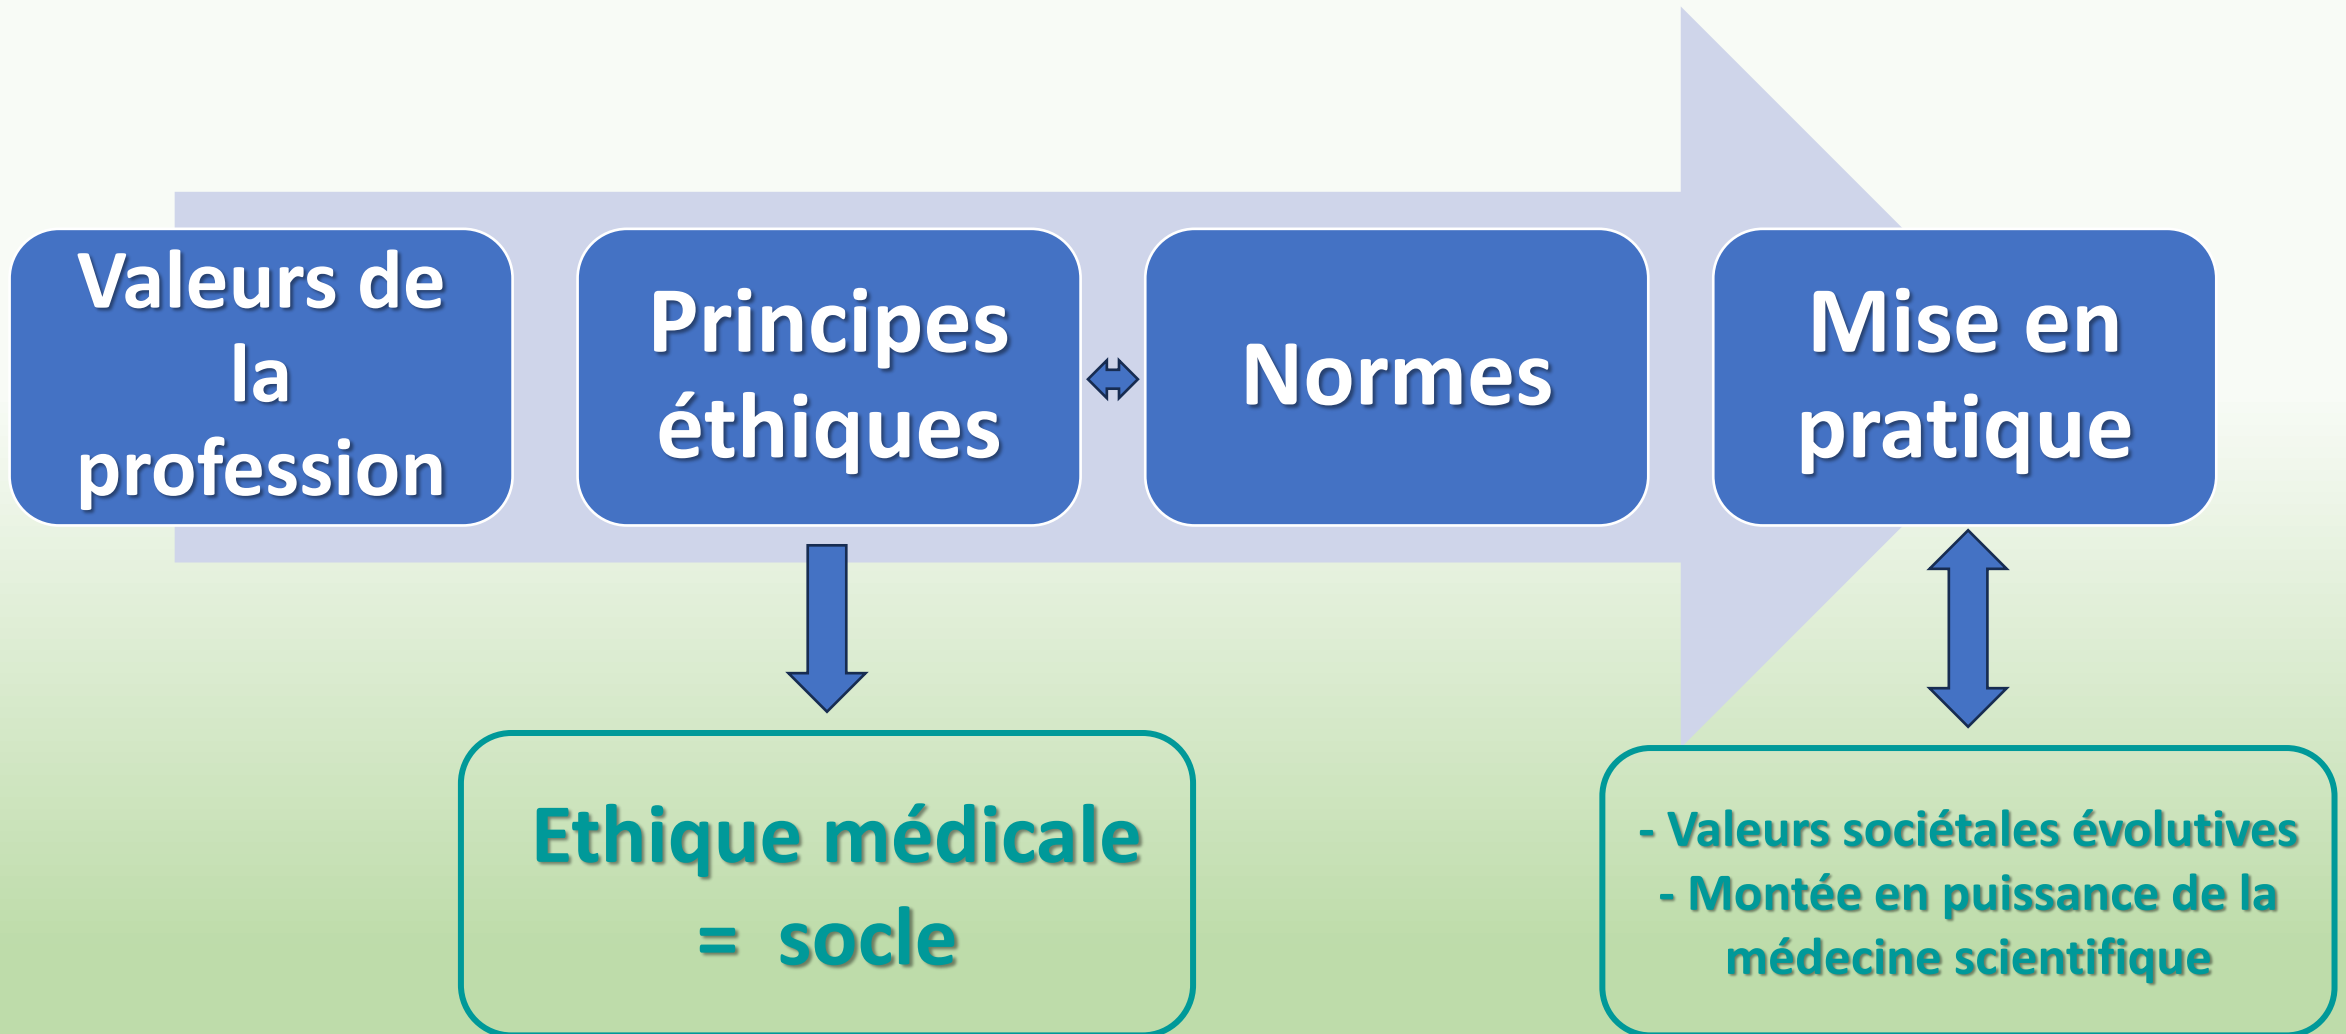 Valeurs de
la
profession
Principes
éthiques
Normes
Mise en
pratique
Ethique médicale
= socle
- Valeurs sociétales évolutives
- Montée en puissance de la
médecine scientifique